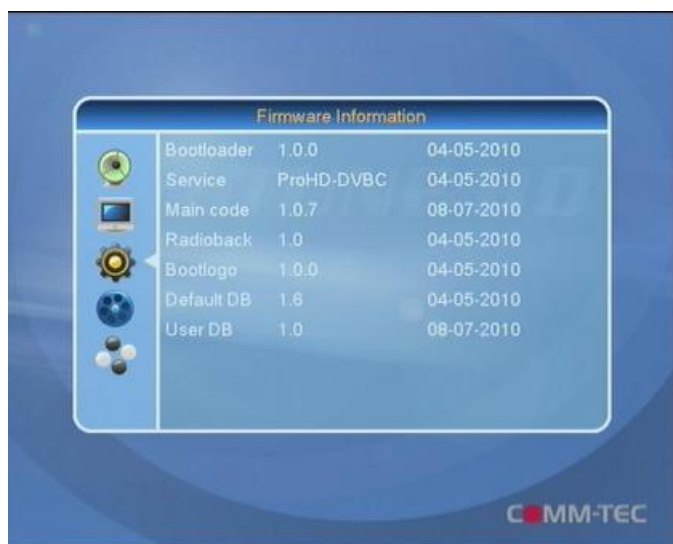 Firmware Information
Bootloader 1.0.0 04-05-2010
Service ProHD-DVBC 04-05-2010
Main code 1.0.7 08-07-2010
Radioback 1.0 04-05-2010
Bootlogo 1.0.0 04-05-2010
Default DB 1.6 04-05-2010
User DB 1.0 08-07-2010
COMM-TEC